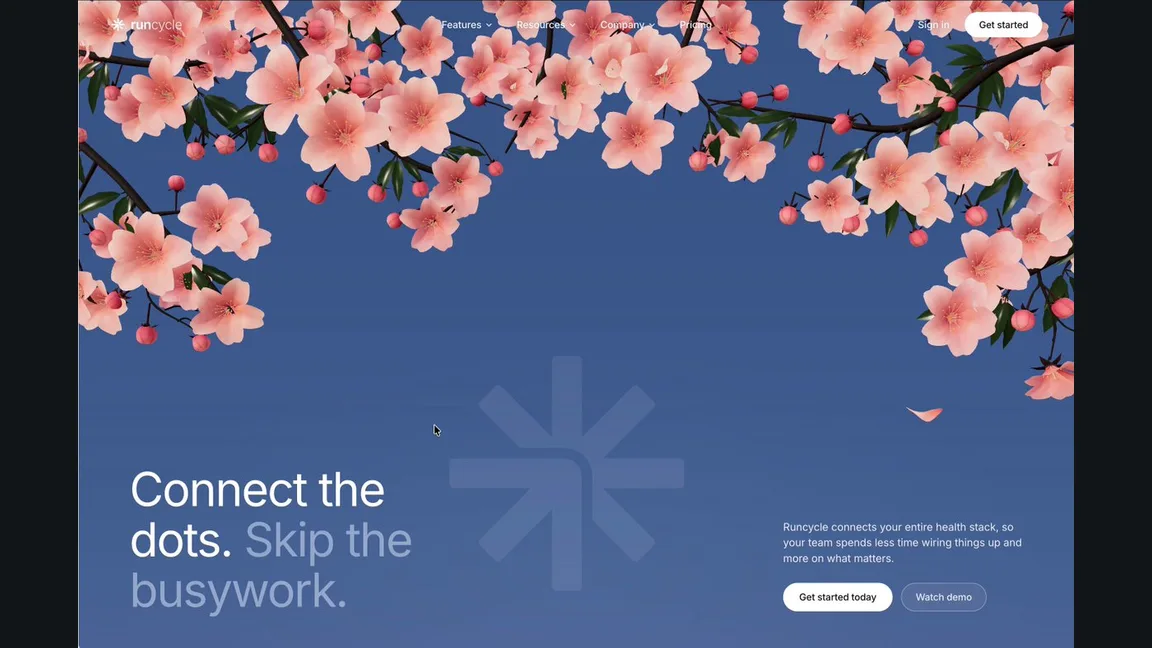 runcycle
Features
Resources
Company
Pricing
Sign in
Get started
Connect the
dots. Skip the
busywork.
Runcycle connects your entire health stack, so
your team spends less time wiring things up and
more on what matters.
Get started today
Watch demo